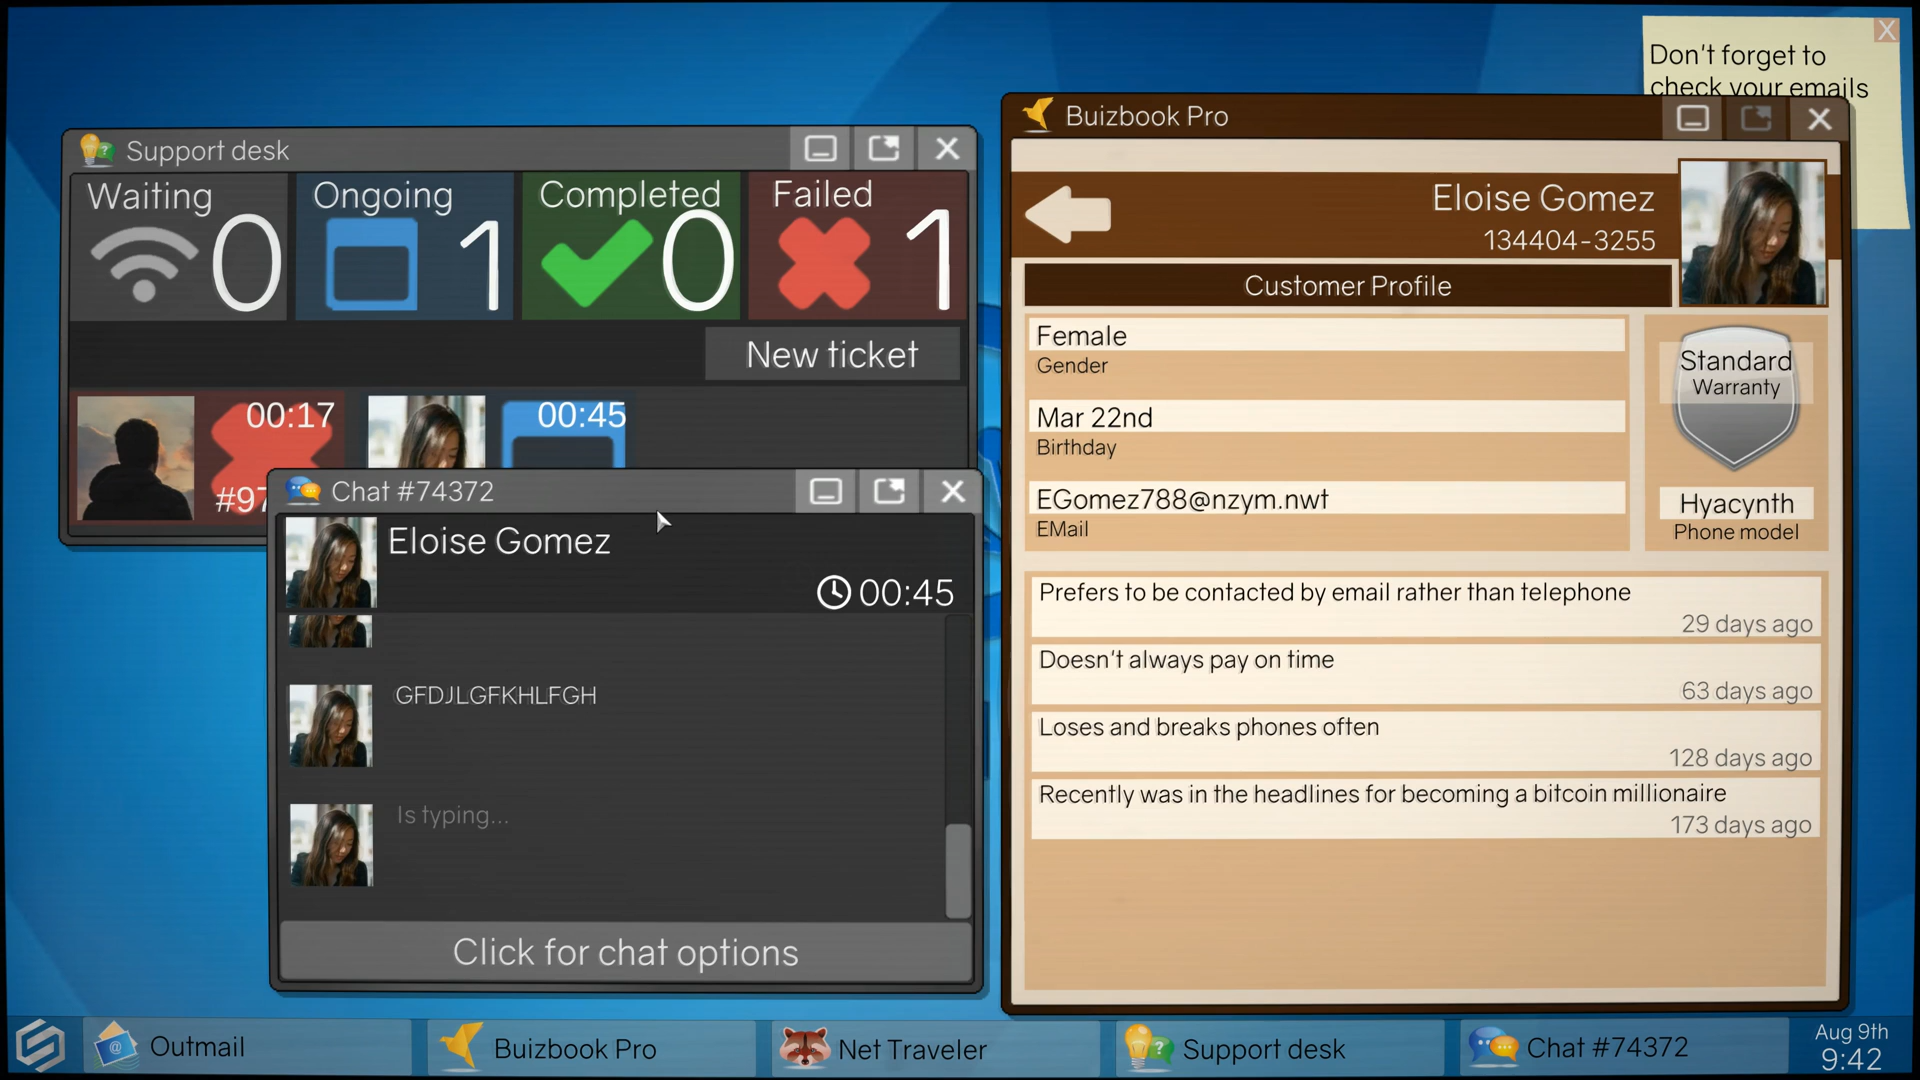 Don't forget to
check your emails
X
Support desk
Waiting
0
Ongoing
1
Completed
0
Failed
1
New ticket
00:17
#97
00:45
Chat #74372
Eloise Gomez
00:45
GFDJLGFKHLFGH
Is typing...
Click for chat options
Buizbook Pro
Eloise Gomez
134404-3255
Customer Profile
Female
Gender
Mar 22nd
Birthday
EGomez788@nzym.nwt
EMail
Standard
Warranty
Hyacynth
Phone model
Prefers to be contacted by email rather than telephone
29 days ago
Doesn't always pay on time
63 days ago
Loses and breaks phones often
128 days ago
Recently was in the headlines for becoming a bitcoin millionaire
173 days ago
Outmail
Buizbook Pro
Net Traveler
Support desk
Chat #74372
Aug 9th
9:42